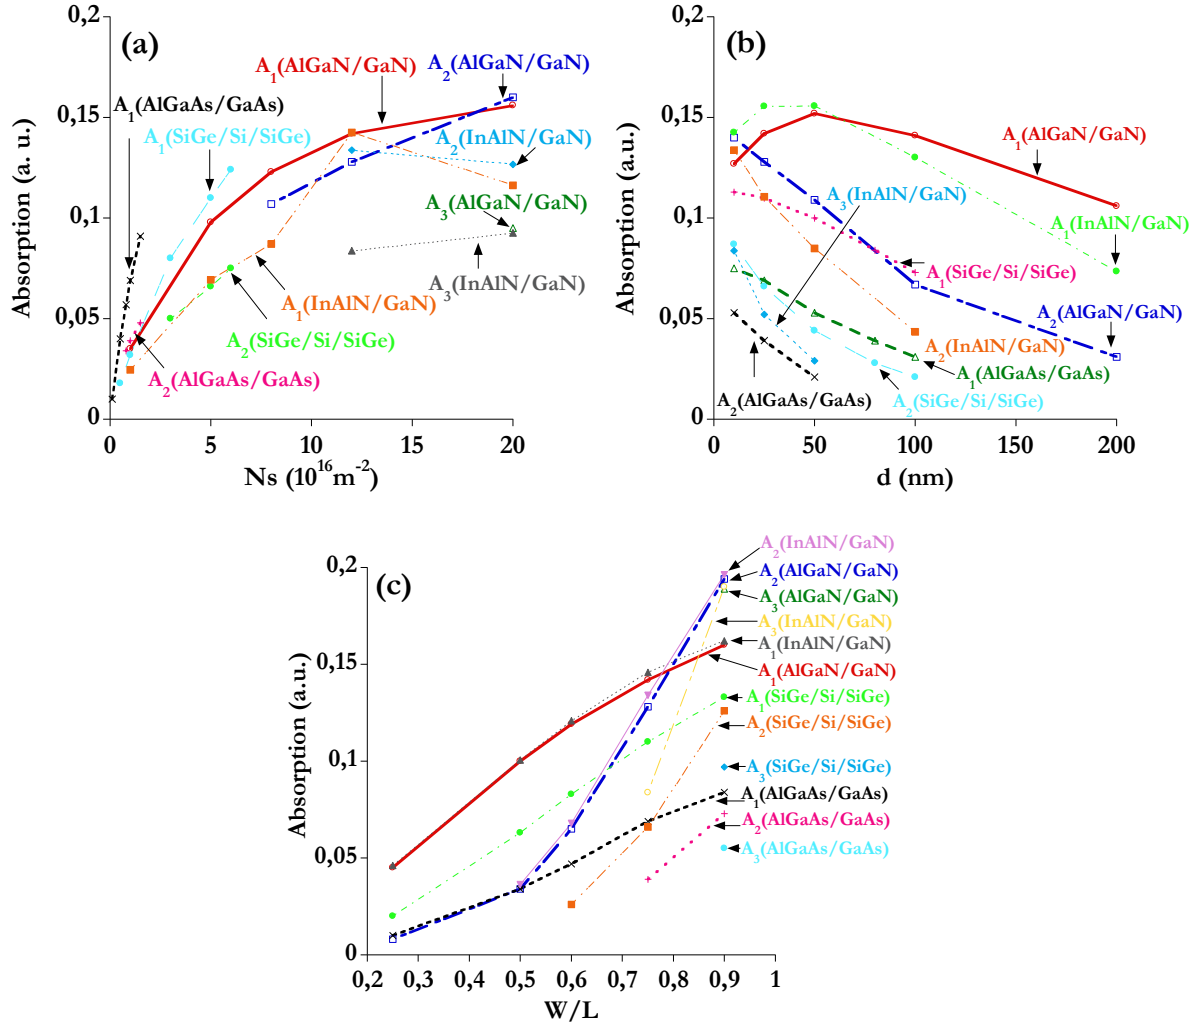 0,2
0,15
0,1
0,05
0
0
5
10
15
20
Absorption (a. u.)
Ns (10^16 m^-2)
(a)
A1(AlGaN/GaN)
A2(AlGaN/GaN)
A1(AlGaAs/GaAs)
A1(SiGe/Si/SiGe)
A2(InAlN/GaN)
A3(AlGaN/GaN)
A3(InAlN/GaN)
A1(InAlN/GaN)
A2(SiGe/Si/SiGe)
A2(AlGaAs/GaAs)
0,2
0,15
0,1
0,05
0
0
50
100
150
200
Absorption (a.u.)
d (nm)
(b)
A1(AlGaN/GaN)
A3(InAlN/GaN)
A1(InAlN/GaN)
A1(SiGe/Si/SiGe)
A2(AlGaN/GaN)
A2(InAlN/GaN)
A1(AlGaAs/GaAs)
A2(AlGaAs/GaAs)
A2(SiGe/Si/SiGe)
0,2
0,15
0,1
0,05
0
0,2
0,3
0,4
0,5
0,6
0,7
0,8
0,9
1
Absorption (a.u.)
W/L
(c)
A2(InAlN/GaN)
A2(AlGaN/GaN)
A3(AlGaN/GaN)
A3(InAlN/GaN)
A1(InAlN/GaN)
A1(AlGaN/GaN)
A1(SiGe/Si/SiGe)
A2(SiGe/Si/SiGe)
A3(SiGe/Si/SiGe)
A1(AlGaAs/GaAs)
A2(AlGaAs/GaAs)
A3(AlGaAs/GaAs)